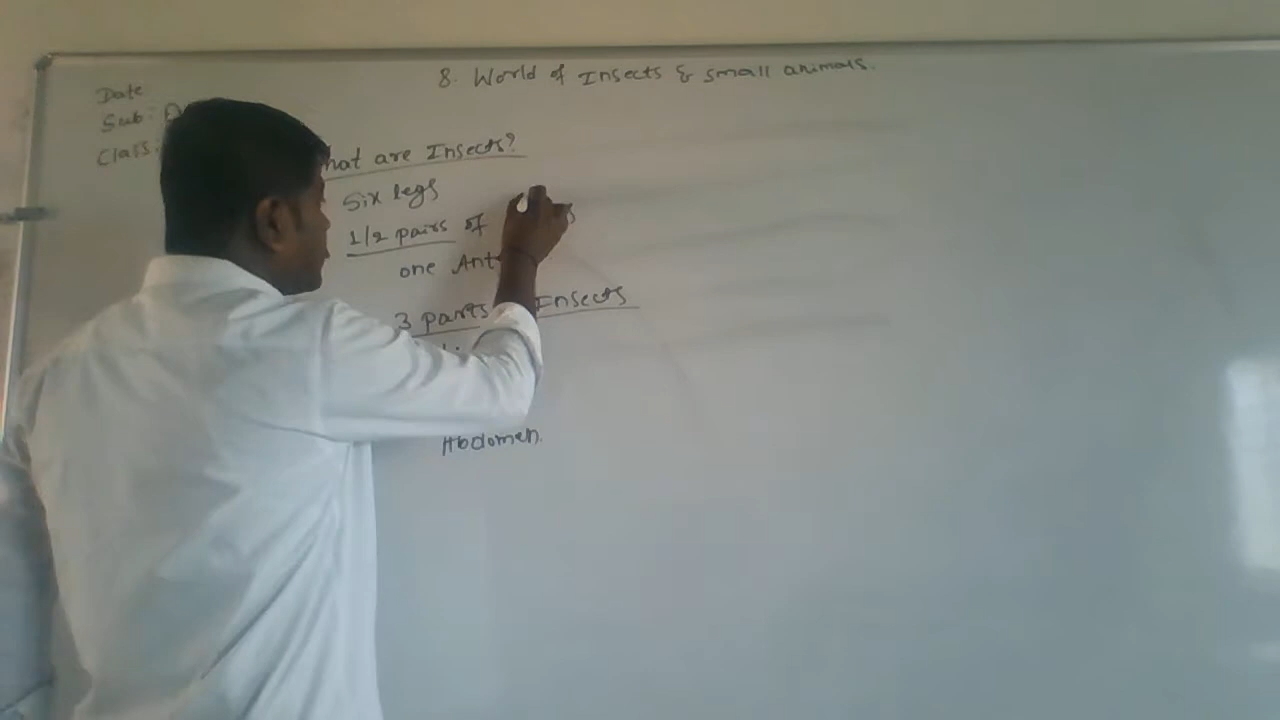 8. World of Insects & small animals.
Date
Sub:
Class:
hat are Insects?
Six legs
1/2 pairs of
one Ant
3 parts Insects
Abdomen.